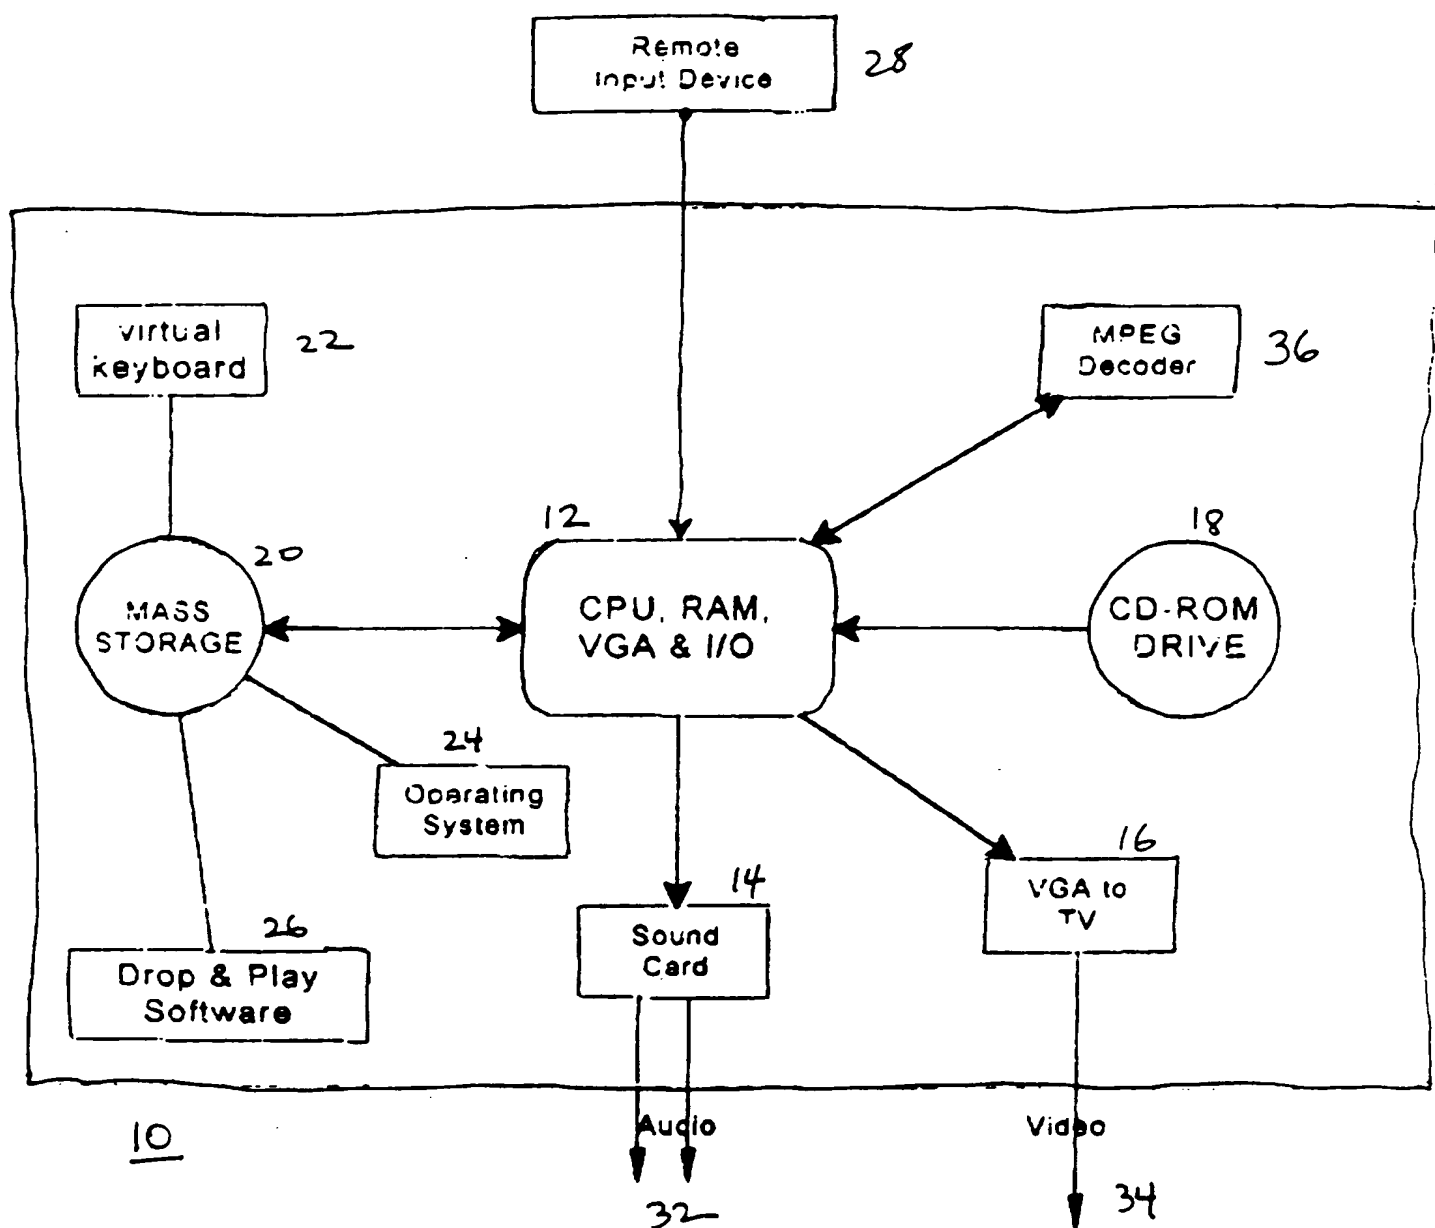 Remote
Input Device
28
virtual
keyboard
22
MPEG
Decoder
36
12
18
20
MASS
STORAGE
CPU, RAM,
VGA & I/O
CD-ROM
DRIVE
24
Operating
System
16
VGA to
TV
14
Sound
Card
26
Drop & Play
Software
10
Audio
Video
32
34